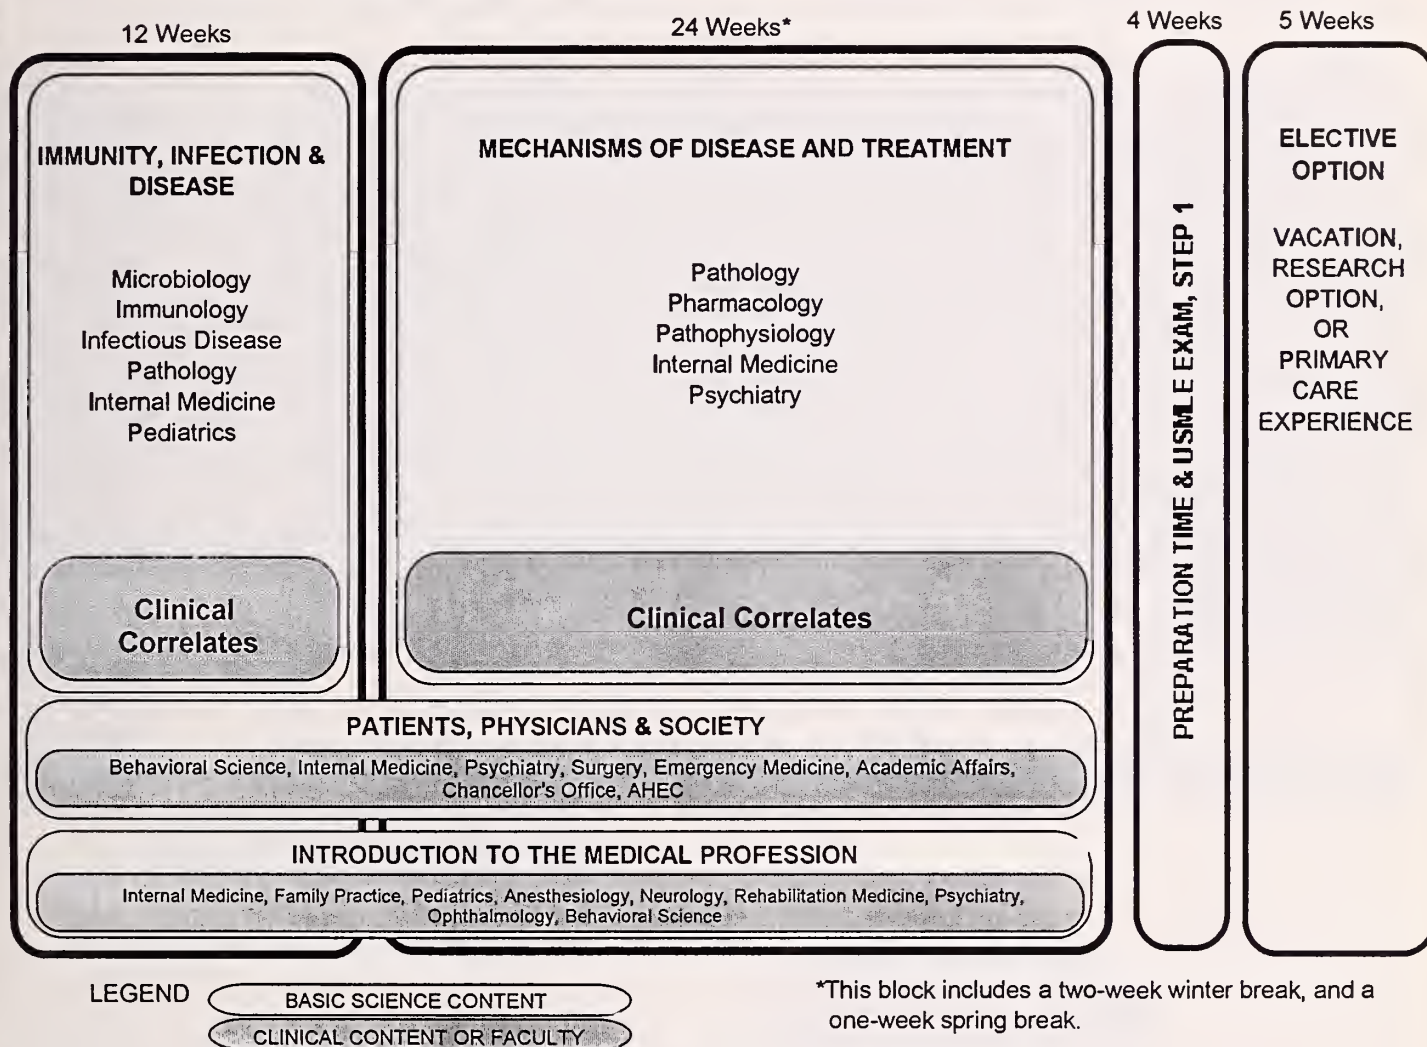 12 Weeks
24 Weeks*
4 Weeks
5 Weeks
IMMUNITY, INFECTION &
DISEASE
Microbiology
Immunology
Infectious Disease
Pathology
Internal Medicine
Pediatrics
Clinical
Correlates
MECHANISMS OF DISEASE AND TREATMENT
Pathology
Pharmacology
Pathophysiology
Internal Medicine
Psychiatry
Clinical Correlates
PREPARATION TIME & USMLE EXAM, STEP 1
ELECTIVE
OPTION
VACATION,
RESEARCH
OPTION,
OR
PRIMARY
CARE
EXPERIENCE
PATIENTS, PHYSICIANS & SOCIETY
Behavioral Science, Internal Medicine, Psychiatry, Surgery, Emergency Medicine, Academic Affairs,
Chancellor's Office, AHEC
INTRODUCTION TO THE MEDICAL PROFESSION
Internal Medicine, Family Practice, Pediatrics, Anesthesiology, Neurology, Rehabilitation Medicine, Psychiatry,
Ophthalmology, Behavioral Science
LEGEND
BASIC SCIENCE CONTENT
CLINICAL CONTENT OR FACULTY
*This block includes a two-week winter break, and a
one-week spring break.